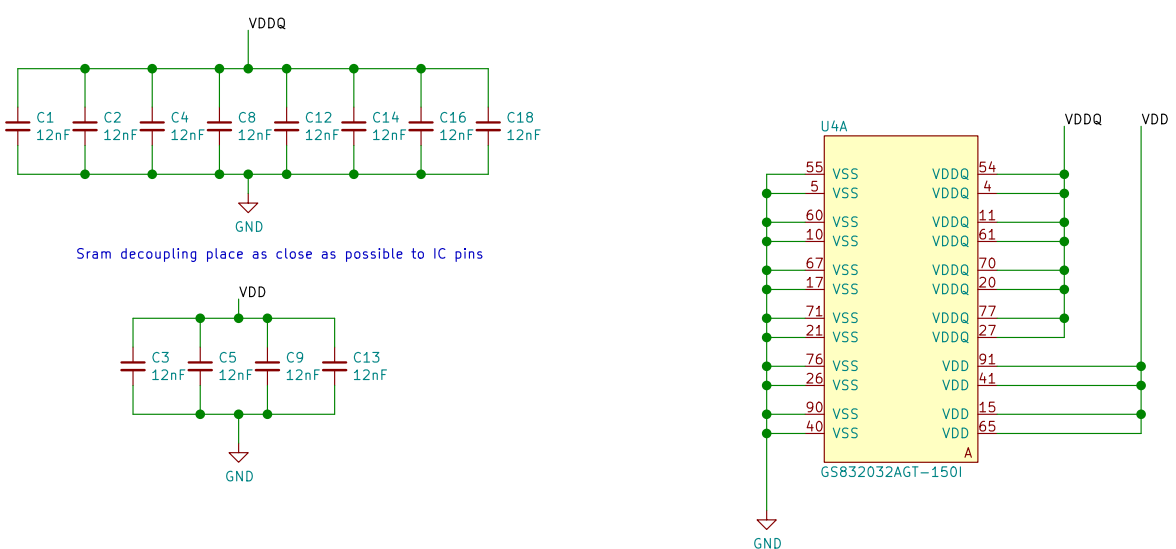 VDDQ
C1 C2 C4 C8 C12 C14 C16 C18
12nF 12nF 12nF 12nF 12nF 12nF 12nF 12nF
GND
Sram decoupling place as close as possible to IC pins
VDD
C3 C5 C9 C13
12nF 12nF 12nF 12nF
GND
VDDQ VDD
U4A
55 VSS VDDQ 54
5 VSS VDDQ 4
60 VSS VDDQ 11
10 VSS VDDQ 61
67 VSS VDDQ 70
17 VSS VDDQ 20
71 VSS VDDQ 77
21 VSS VDDQ 27
76 VSS VDD 91
26 VSS VDD 41
90 VSS VDD 15
40 VSS VDD 65
A
GS832032AGT-150I
GND